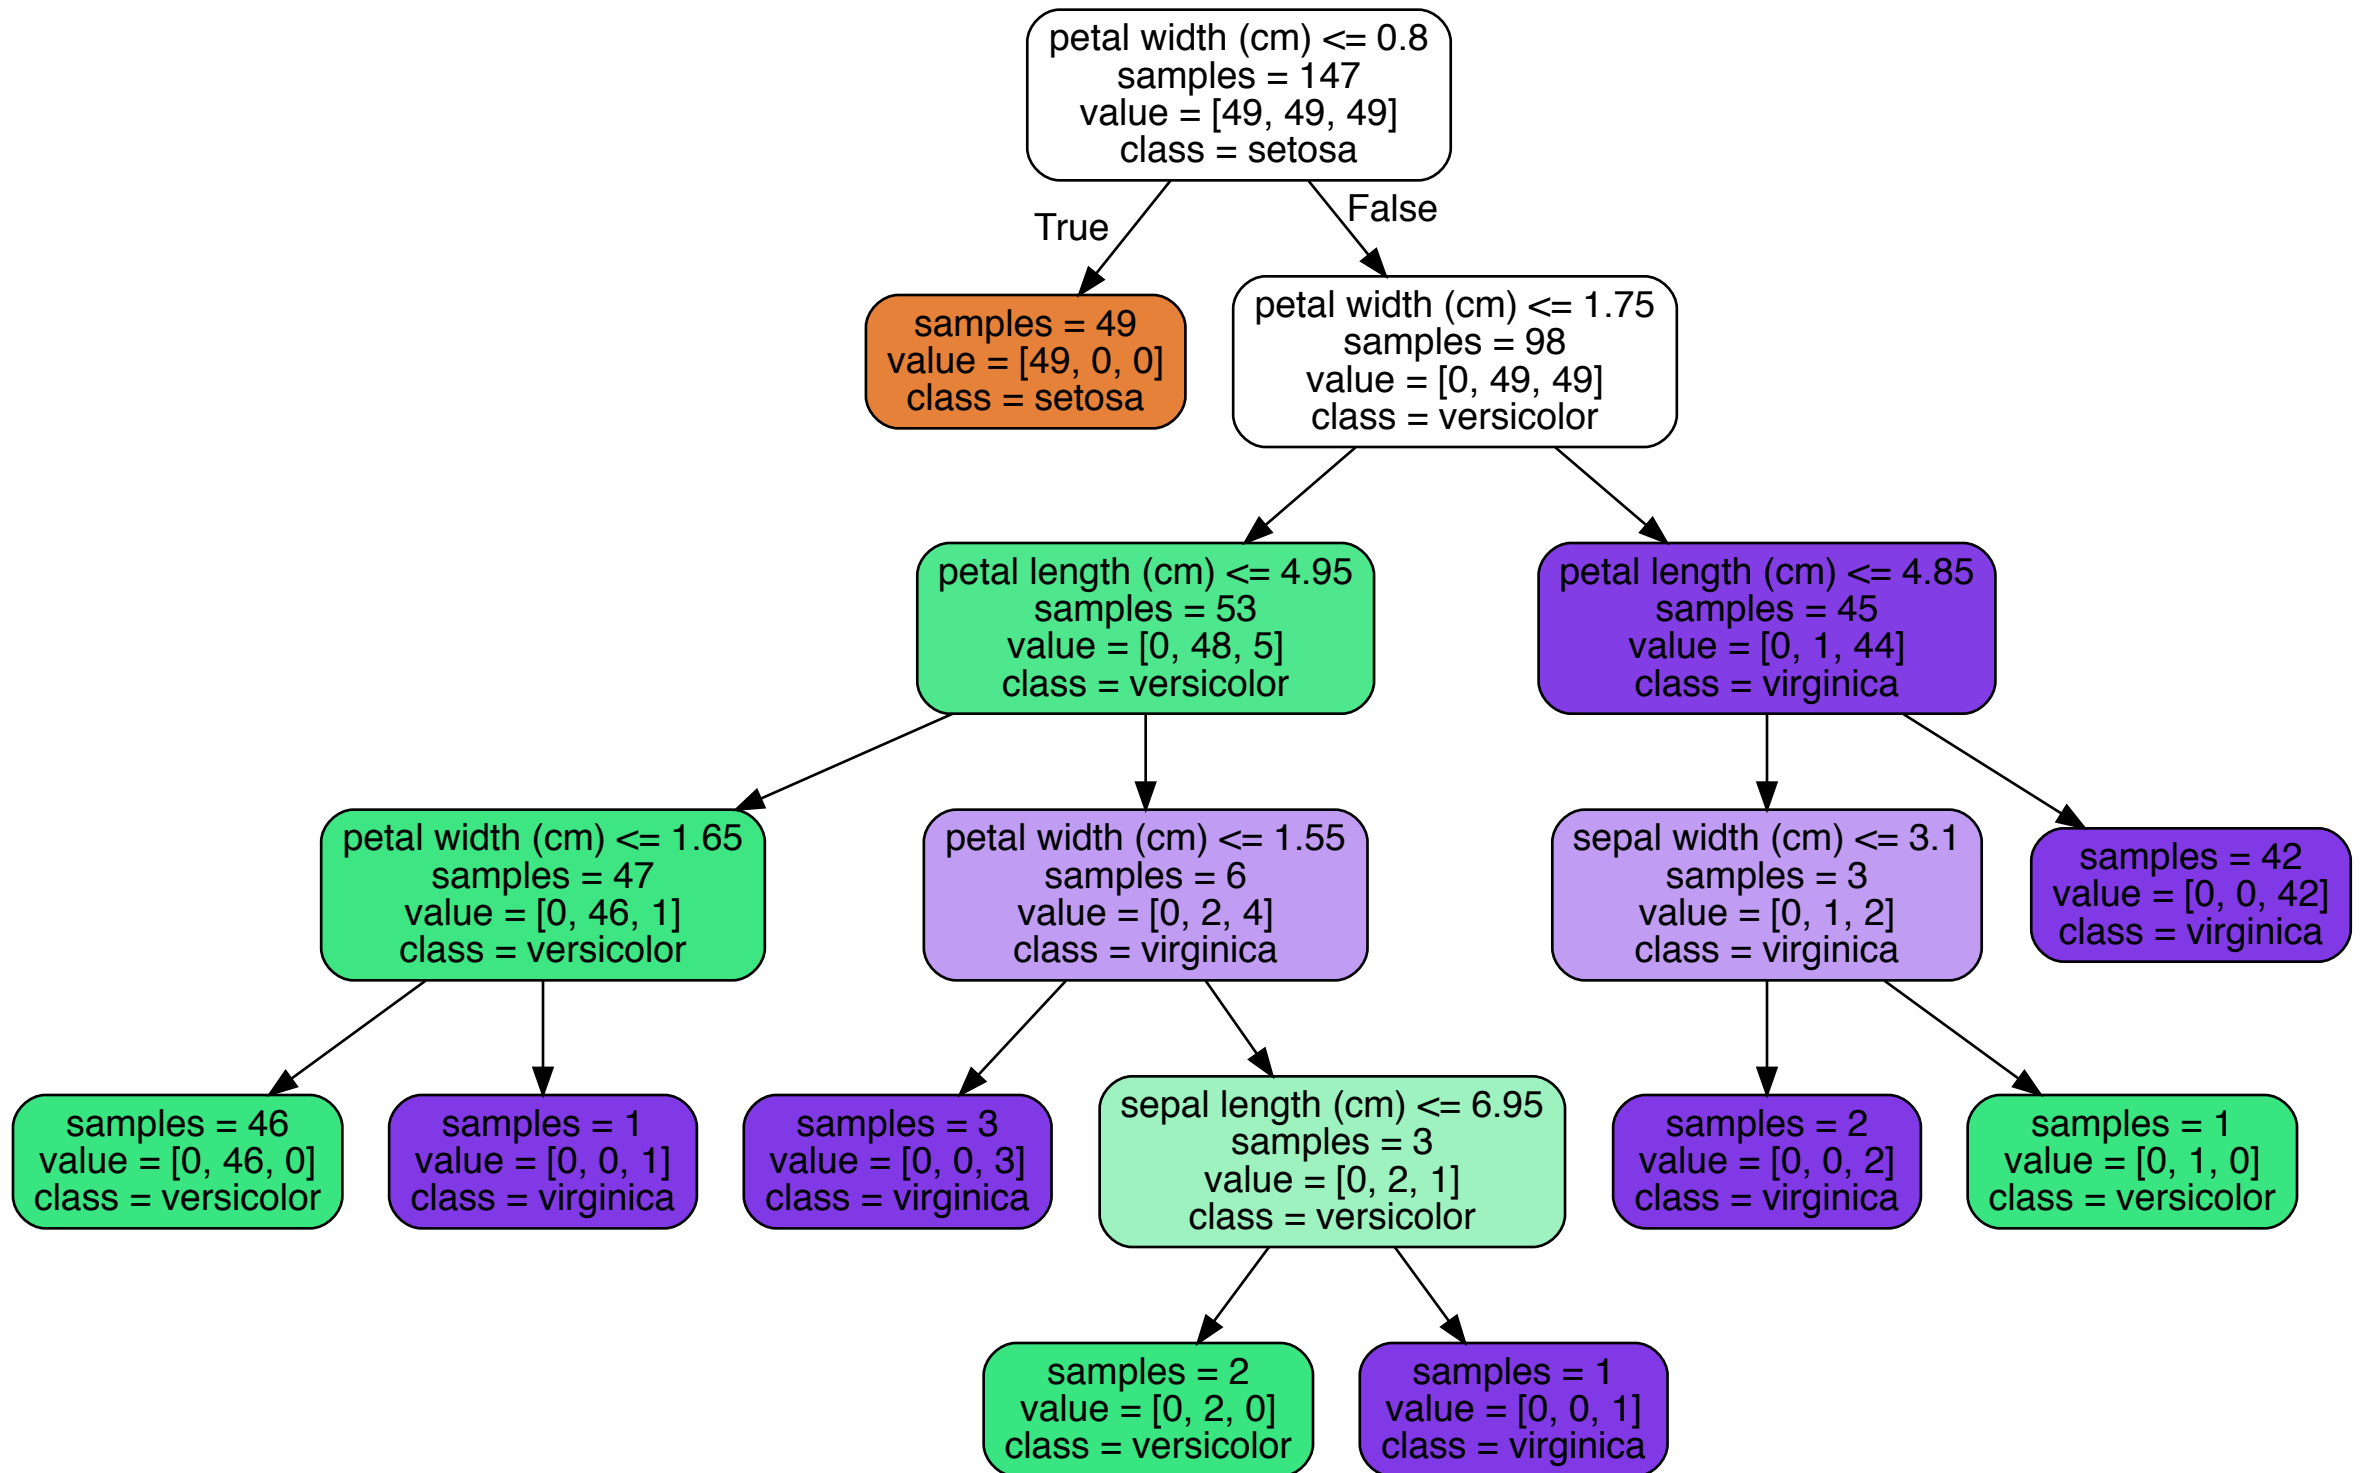 petal width (cm) <= 0.8
samples = 147
value = [49, 49, 49]
class = setosa
True
False
samples = 49
value = [49, 0, 0]
class = setosa
petal width (cm) <= 1.75
samples = 98
value = [0, 49, 49]
class = versicolor
petal length (cm) <= 4.95
samples = 53
value = [0, 48, 5]
class = versicolor
petal length (cm) <= 4.85
samples = 45
value = [0, 1, 44]
class = virginica
petal width (cm) <= 1.65
samples = 47
value = [0, 46, 1]
class = versicolor
petal width (cm) <= 1.55
samples = 6
value = [0, 2, 4]
class = virginica
sepal width (cm) <= 3.1
samples = 3
value = [0, 1, 2]
class = virginica
samples = 42
value = [0, 0, 42]
class = virginica
samples = 46
value = [0, 46, 0]
class = versicolor
samples = 1
value = [0, 0, 1]
class = virginica
samples = 3
value = [0, 0, 3]
class = virginica
sepal length (cm) <= 6.95
samples = 3
value = [0, 2, 1]
class = versicolor
samples = 2
value = [0, 0, 2]
class = virginica
samples = 1
value = [0, 1, 0]
class = versicolor
samples = 2
value = [0, 2, 0]
class = versicolor
samples = 1
value = [0, 0, 1]
class = virginica